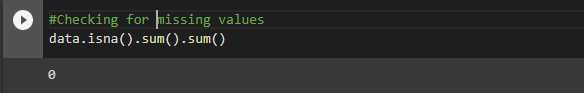 #Checking for missing values
data.isna().sum().sum()
0